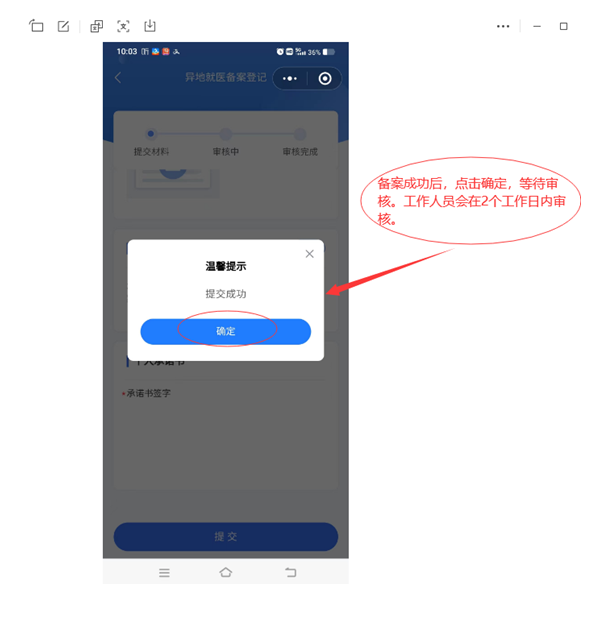 10:03
36%
异地就医备案登记
提交材料
审核中
审核完成
备案成功后，点击确定，等待审
核。工作人员会在2个工作日内审
核。
温馨提示
提交成功
确定
个人承诺书
*承诺书签字
提 交